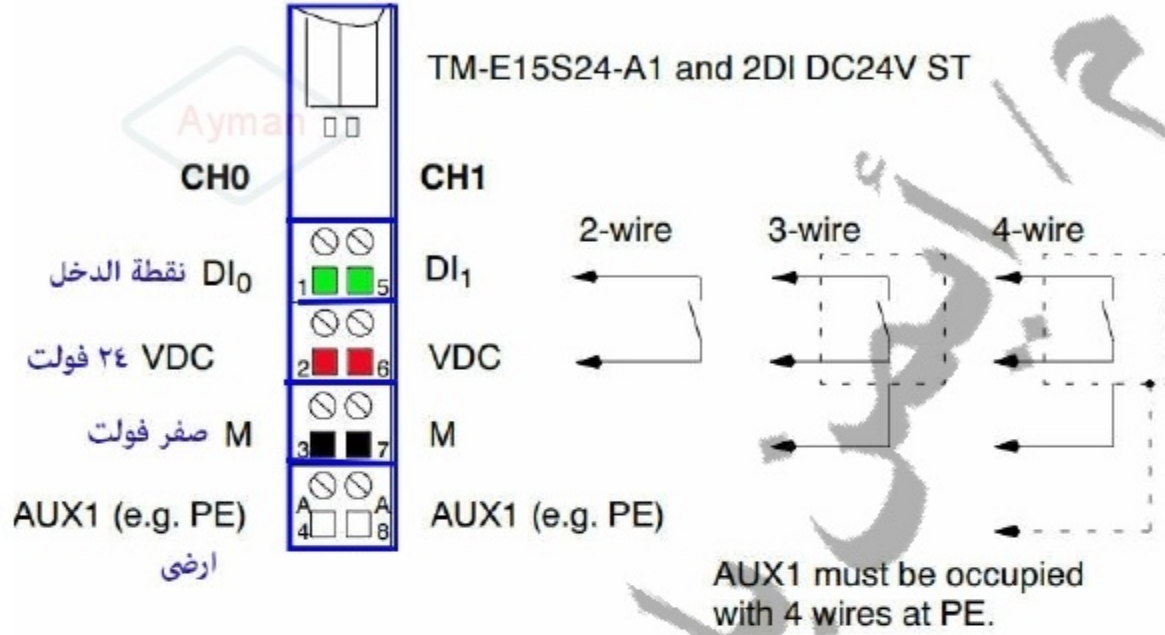 TM-E15S24-A1 and 2DI DC24V ST
Ayman
CH0 CH1
2-wire 3-wire 4-wire
نقطة الدخل DI0 1 5 DI1
٢٤ فولت VDC 2 6 VDC
صفر فولت M 3 7 M
AUX1 (e.g. PE) A 4 A 8 AUX1 (e.g. PE)
ارضى
AUX1 must be occupied
with 4 wires at PE.